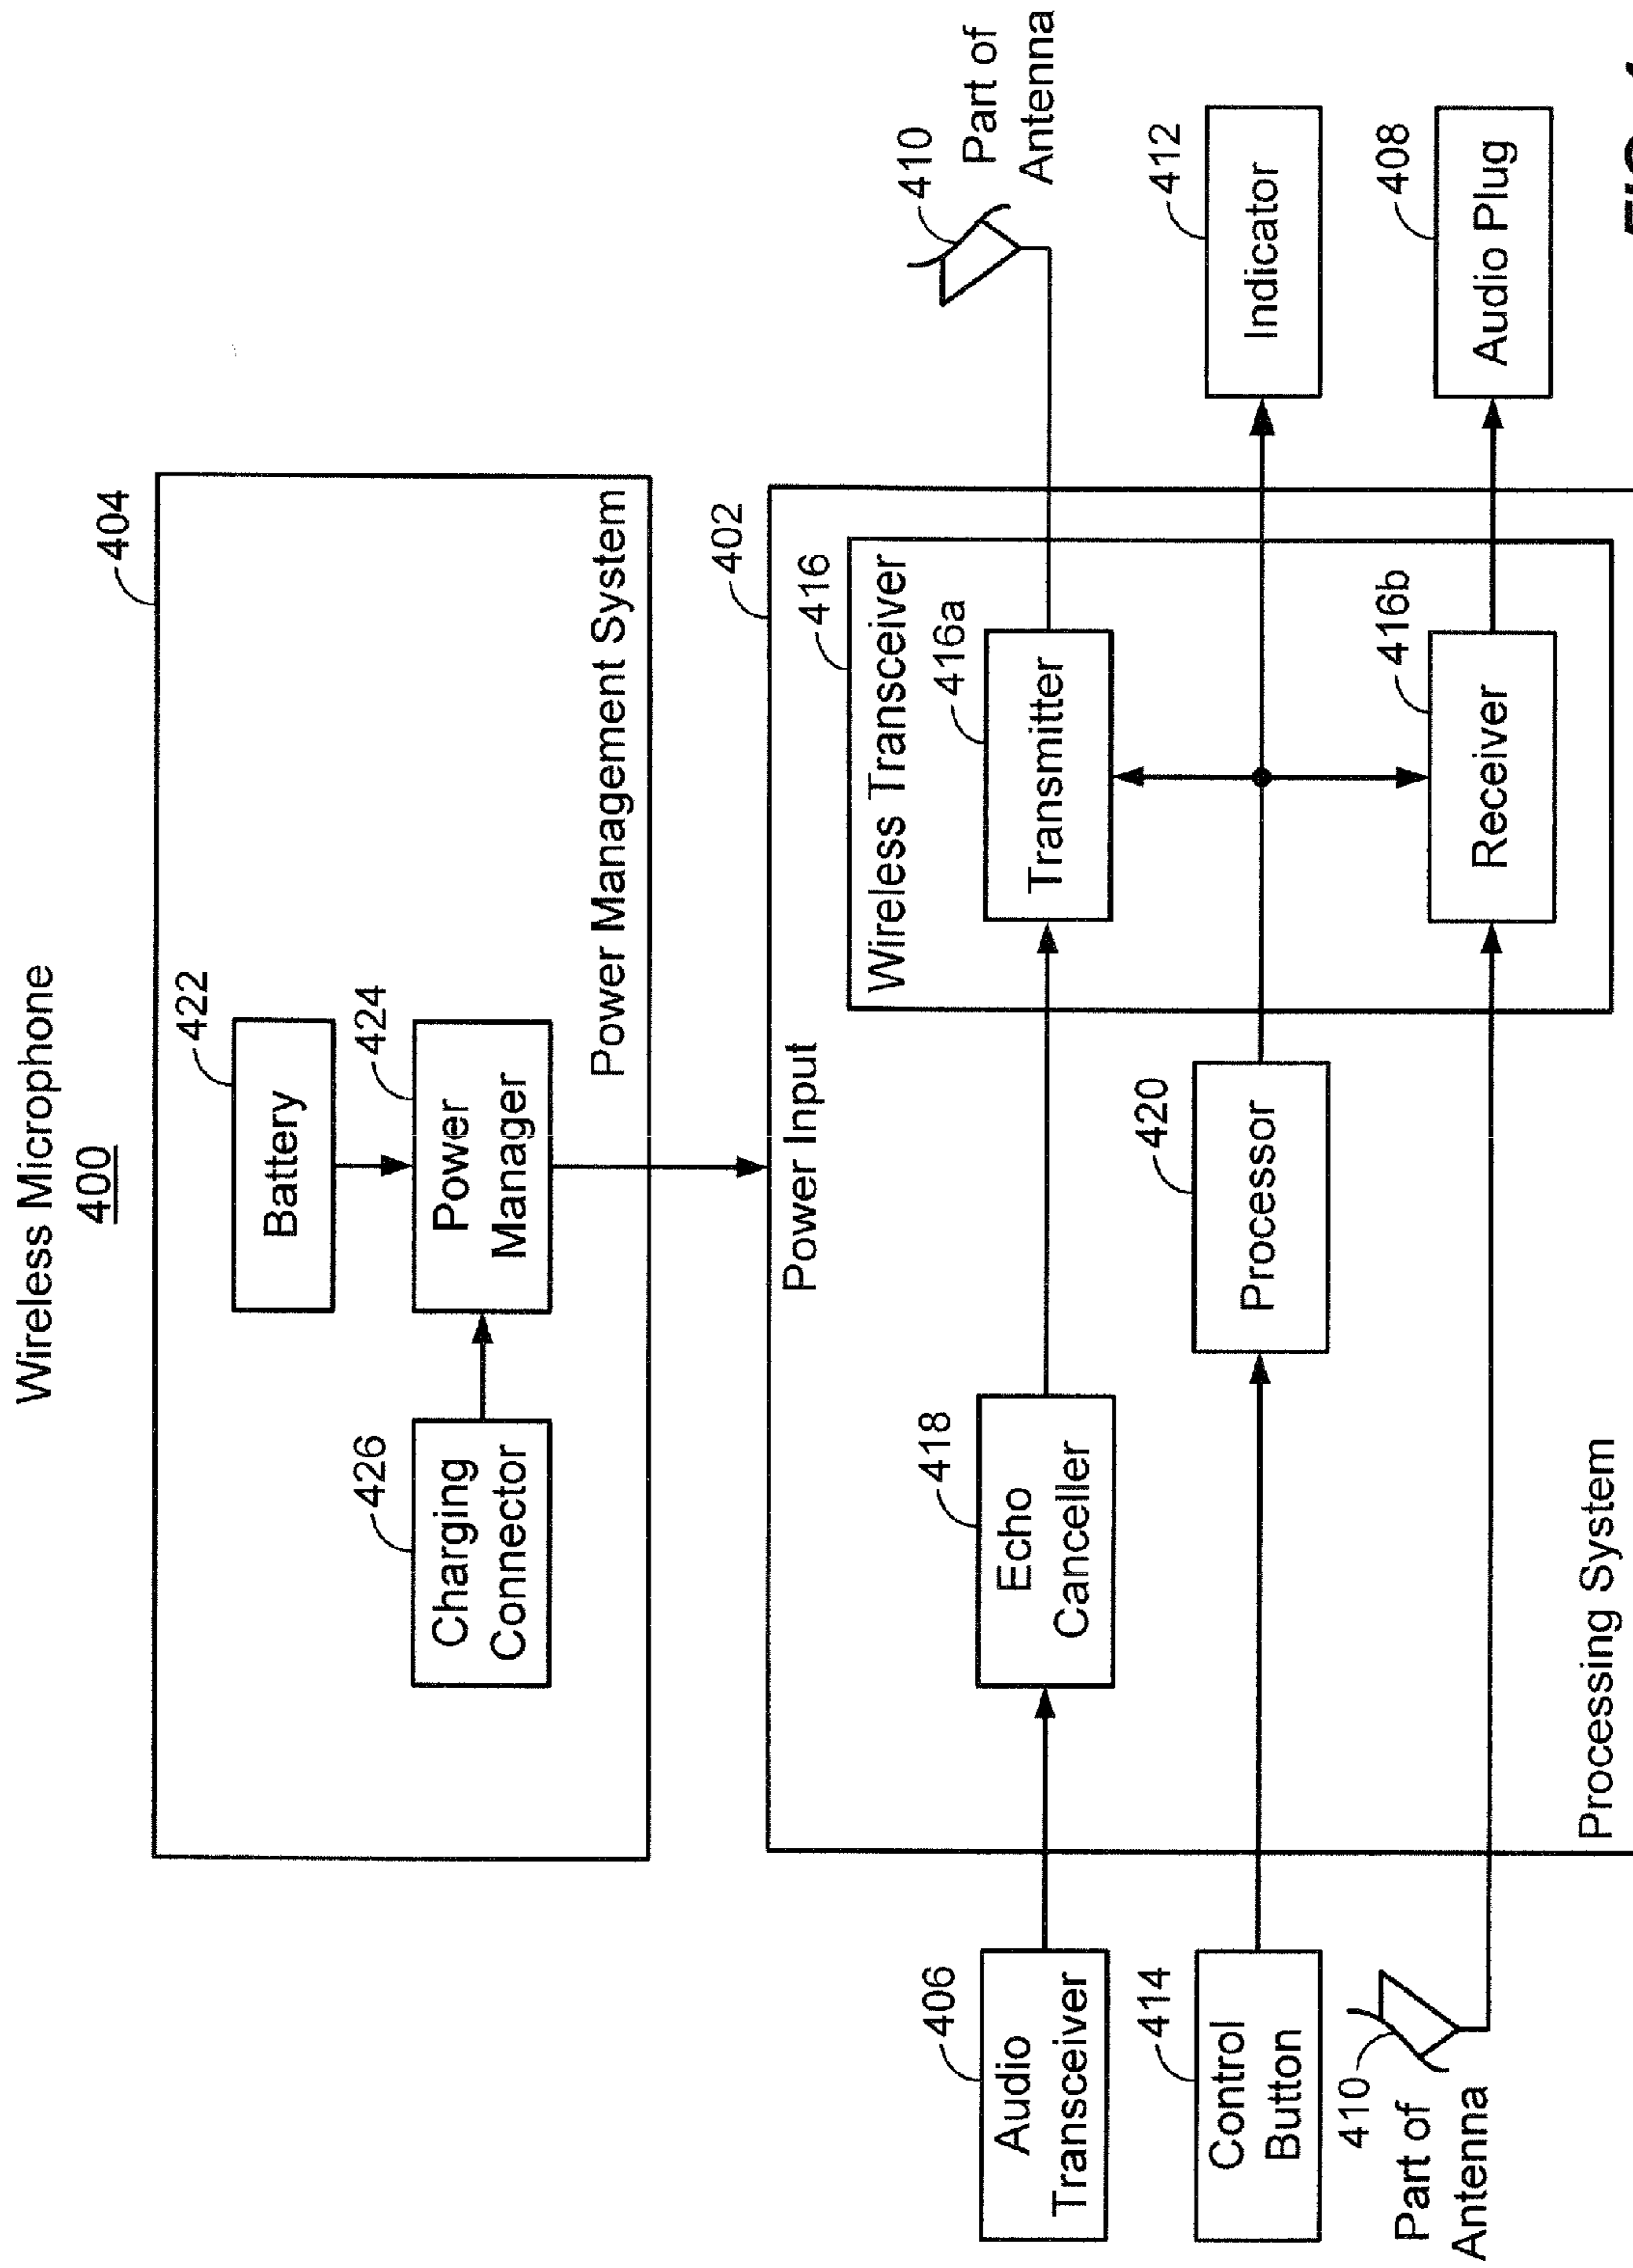 Wireless Microphone
400
404
422
Battery
424
Power
Manager
426
Charging
Connector
Power Management System
402
Power Input
416
Wireless Transceiver
416a
Transmitter
410
Part of
Antenna
418
Echo
Canceller
406
Audio
Transceiver
420
Processor
412
Indicator
414
Control
Button
416b
Receiver
408
Audio Plug
410
Part of
Antenna
Processing System